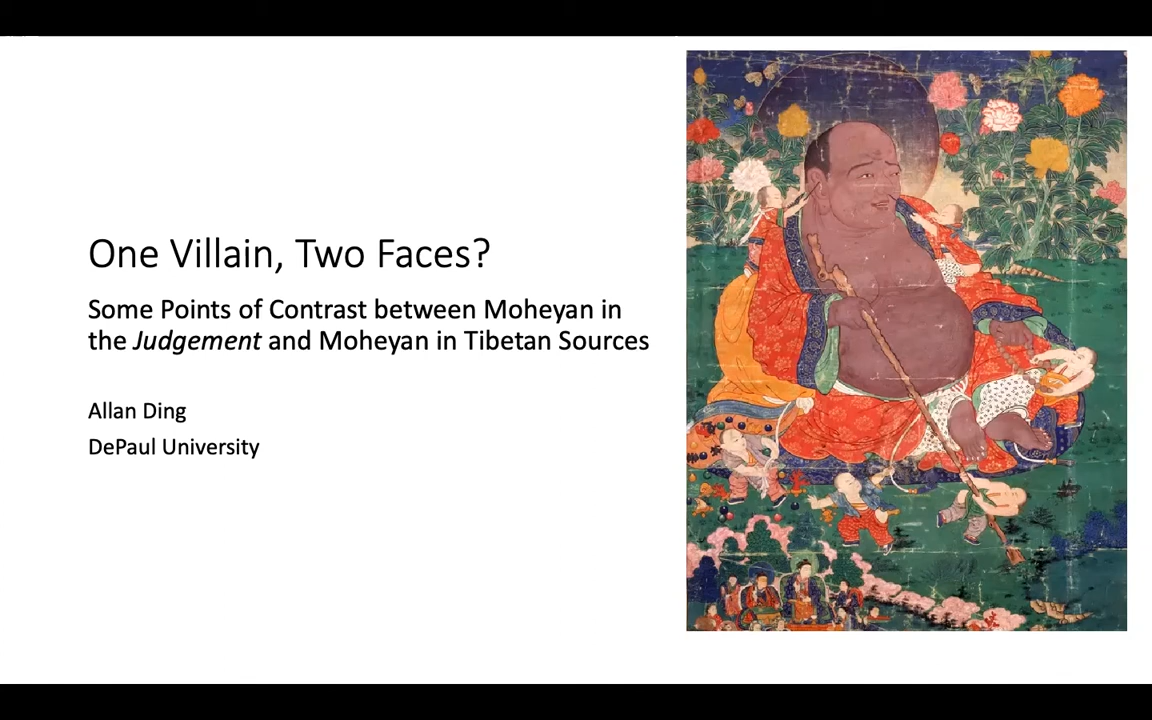 One Villain, Two Faces?
Some Points of Contrast between Moheyan in
the Judgement and Moheyan in Tibetan Sources
Allan Ding
DePaul University